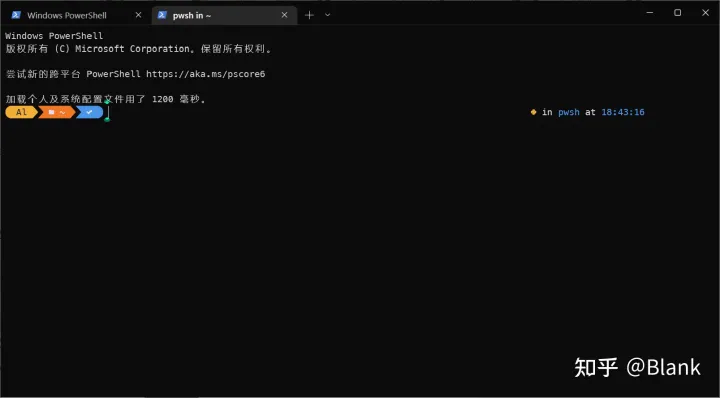 Windows PowerShell
pwsh in ~
Windows PowerShell
版权所有 (C) Microsoft Corporation。保留所有权利。
尝试新的跨平台 PowerShell https://aka.ms/pscore6
加载个人及系统配置文件用了 1200 毫秒。
Al ~ in pwsh at 18:43:16
知乎 @Blank